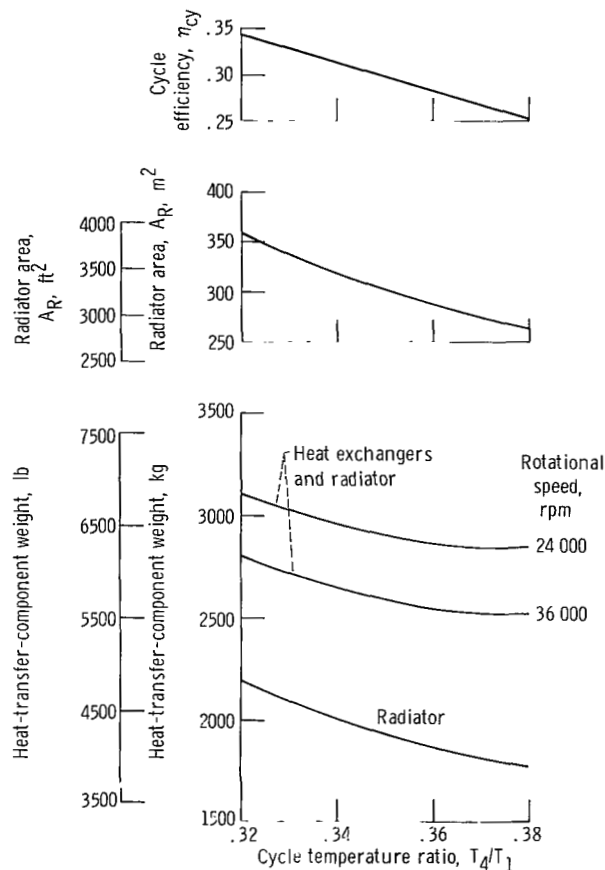 Cycle
efficiency, ηcy
.35
.30
.25
Radiator area,
A_R, ft²
4000
3500
3000
2500
Radiator area, A_R, m²
400
350
300
250
Heat-transfer-component weight, lb
7500
6500
5500
4500
3500
Heat-transfer-component weight, kg
3500
3000
2500
2000
1500
Heat exchangers
and radiator
Rotational
speed,
rpm
24 000
36 000
Radiator
.32 .34 .36 .38
Cycle temperature ratio, T₄/T₁